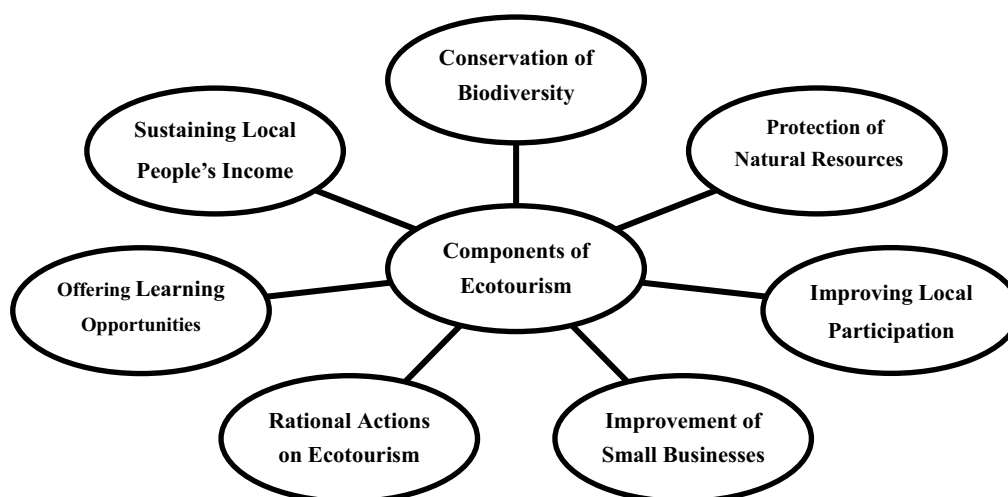 Conservation of
Biodiversity
Sustaining Local
People’s Income
Protection of
Natural Resources
Components of
Ecotourism
Offering Learning
Opportunities
Improving Local
Participation
Rational Actions
on Ecotourism
Improvement of
Small Businesses